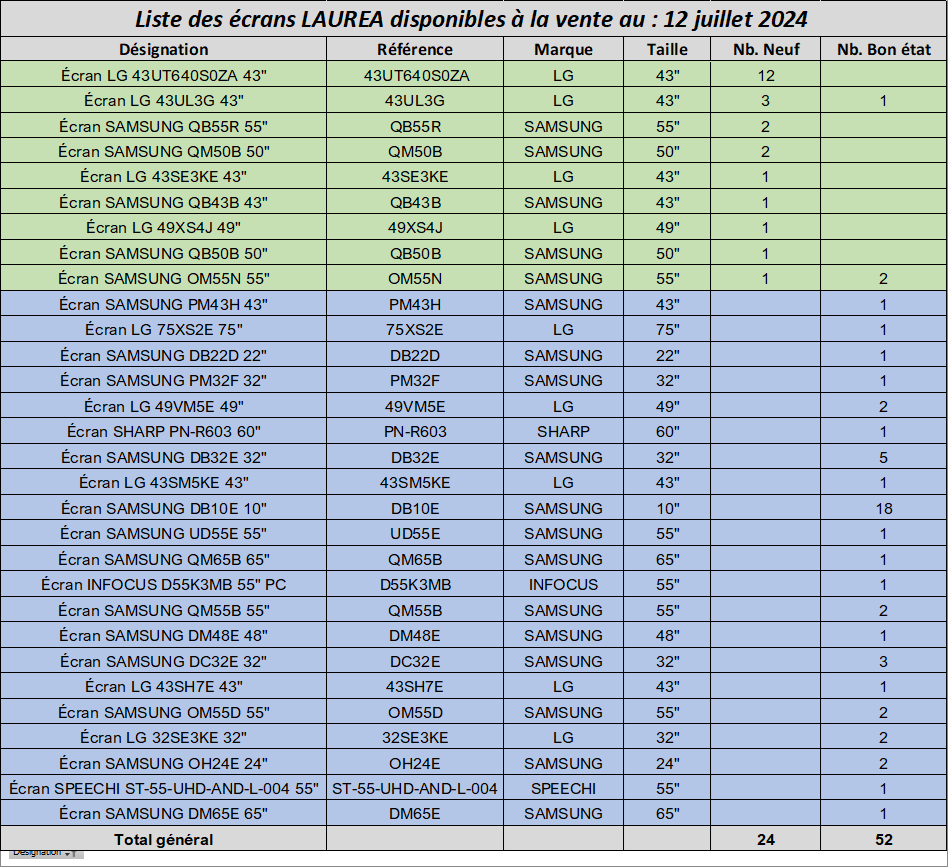 Liste des écrans LAUREA disponibles à la vente au : 12 juillet 2024
Désignation Référence Marque Taille Nb. Neuf Nb. Bon état
Écran LG 43UT640S0ZA 43" 43UT640S0ZA LG 43" 12
Écran LG 43UL3G 43" 43UL3G LG 43" 3 1
Écran SAMSUNG QB55R 55" QB55R SAMSUNG 55" 2
Écran SAMSUNG QM50B 50" QM50B SAMSUNG 50" 2
Écran LG 43SE3KE 43" 43SE3KE LG 43" 1
Écran SAMSUNG QB43B 43" QB43B SAMSUNG 43" 1
Écran LG 49XS4J 49" 49XS4J LG 49" 1
Écran SAMSUNG QB50B 50" QB50B SAMSUNG 50" 1
Écran SAMSUNG OM55N 55" OM55N SAMSUNG 55" 1 2
Écran SAMSUNG PM43H 43" PM43H SAMSUNG 43" 1
Écran LG 75XS2E 75" 75XS2E LG 75" 1
Écran SAMSUNG DB22D 22" DB22D SAMSUNG 22" 1
Écran SAMSUNG PM32F 32" PM32F SAMSUNG 32" 1
Écran LG 49VM5E 49" 49VM5E LG 49" 2
Écran SHARP PN-R603 60" PN-R603 SHARP 60" 1
Écran SAMSUNG DB32E 32" DB32E SAMSUNG 32" 5
Écran LG 43SM5KE 43" 43SM5KE LG 43" 1
Écran SAMSUNG DB10E 10" DB10E SAMSUNG 10" 18
Écran SAMSUNG UD55E 55" UD55E SAMSUNG 55" 1
Écran SAMSUNG QM65B 65" QM65B SAMSUNG 65" 1
Écran INFOCUS D55K3MB 55" PC D55K3MB INFOCUS 55" 1
Écran SAMSUNG QM55B 55" QM55B SAMSUNG 55" 2
Écran SAMSUNG DM48E 48" DM48E SAMSUNG 48" 1
Écran SAMSUNG DC32E 32" DC32E SAMSUNG 32" 3
Écran LG 43SH7E 43" 43SH7E LG 43" 1
Écran SAMSUNG OM55D 55" OM55D SAMSUNG 55" 2
Écran LG 32SE3KE 32" 32SE3KE LG 32" 2
Écran SAMSUNG OH24E 24" OH24E SAMSUNG 24" 2
Écran SPEECHI ST-55-UHD-AND-L-004 55" ST-55-UHD-AND-L-004 SPEECHI 55" 1
Écran SAMSUNG DM65E 65" DM65E SAMSUNG 65" 1
Total général 24 52
Désignation